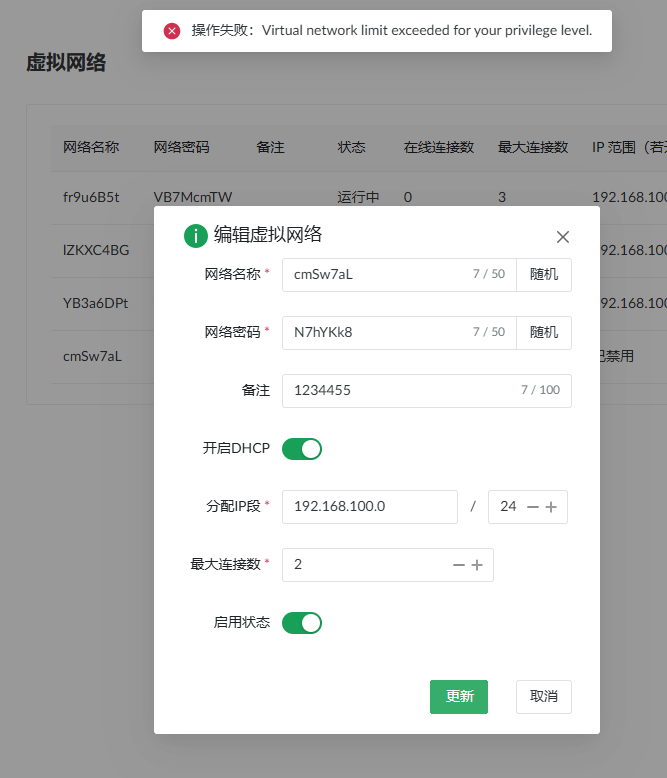 操作失败：Virtual network limit exceeded for your privilege level.
虚拟网络
网络名称 网络密码 备注 状态 在线连接数 最大连接数 IP 范围（若
fr9u6B5t VB7McmTW 运行中 0 3 192.168.100
lZKXC4BG 92.168.100
YB3a6DPt 92.168.100
cmSw7aL 已禁用
编辑虚拟网络
网络名称 * cmSw7aL 7 / 50 随机
网络密码 * N7hYKk8 7 / 50 随机
备注 1234455 7 / 100
开启DHCP
分配IP段 * 192.168.100.0 / 24
最大连接数 * 2
启用状态
更新 取消